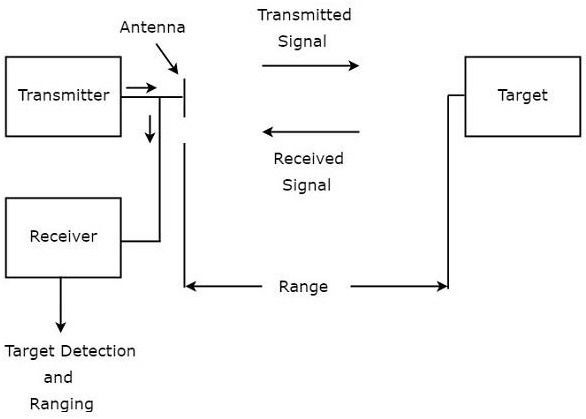 Transmitted
Signal
Antenna
Transmitter
Target
Received
Signal
Receiver
Range
Target Detection
and
Ranging